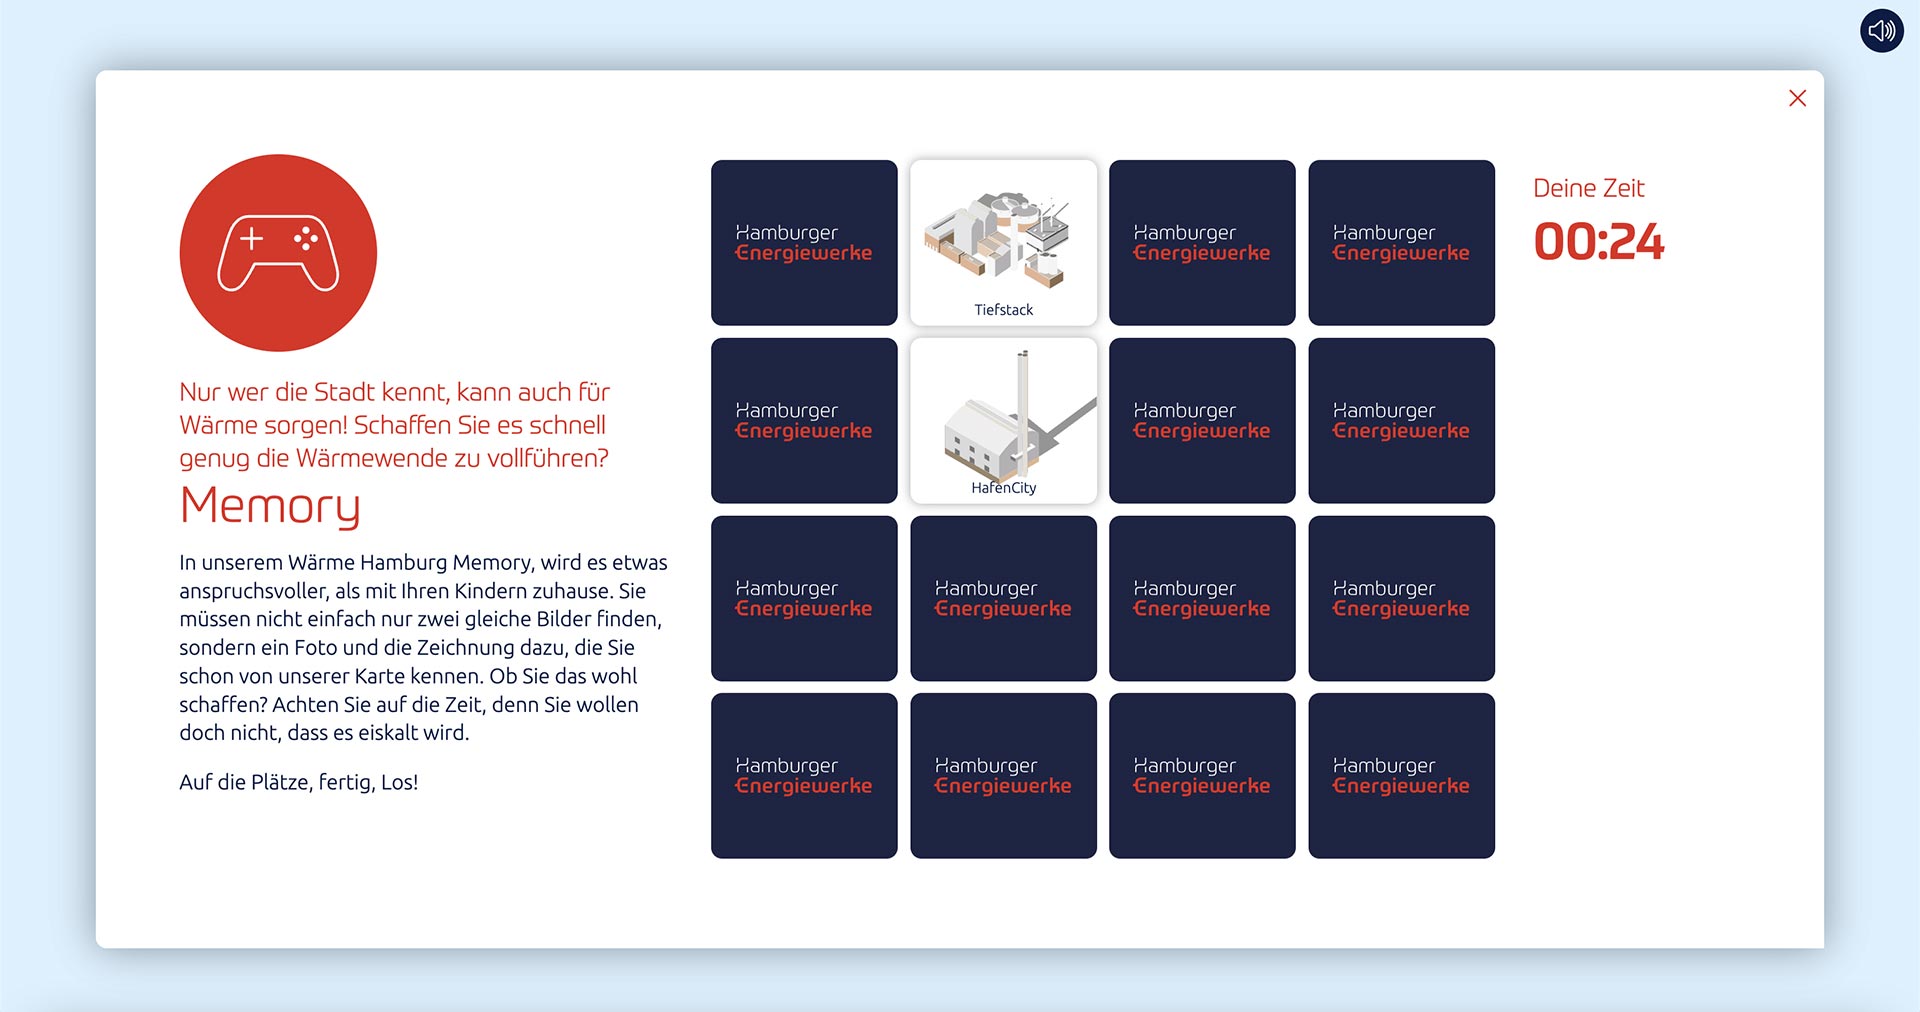 Nur wer die Stadt kennt, kann auch für
Wärme sorgen! Schaffen Sie es schnell
genug die Wärmewende zu vollführen?
Memory
In unserem Wärme Hamburg Memory, wird es etwas
anspruchsvoller, als mit Ihren Kindern zuhause. Sie
müssen nicht einfach nur zwei gleiche Bilder finden,
sondern ein Foto und die Zeichnung dazu, die Sie
schon von unserer Karte kennen. Ob Sie das wohl
schaffen? Achten Sie auf die Zeit, denn Sie wollen
doch nicht, dass es eiskalt wird.
Auf die Plätze, fertig, Los!
Hamburger
Energiewerke
Tiefstack
Hamburger
Energiewerke
Hamburger
Energiewerke
Hamburger
Energiewerke
HafenCity
Hamburger
Energiewerke
Hamburger
Energiewerke
Hamburger
Energiewerke
Hamburger
Energiewerke
Hamburger
Energiewerke
Hamburger
Energiewerke
Hamburger
Energiewerke
Hamburger
Energiewerke
Hamburger
Energiewerke
Hamburger
Energiewerke
Deine Zeit
00:24